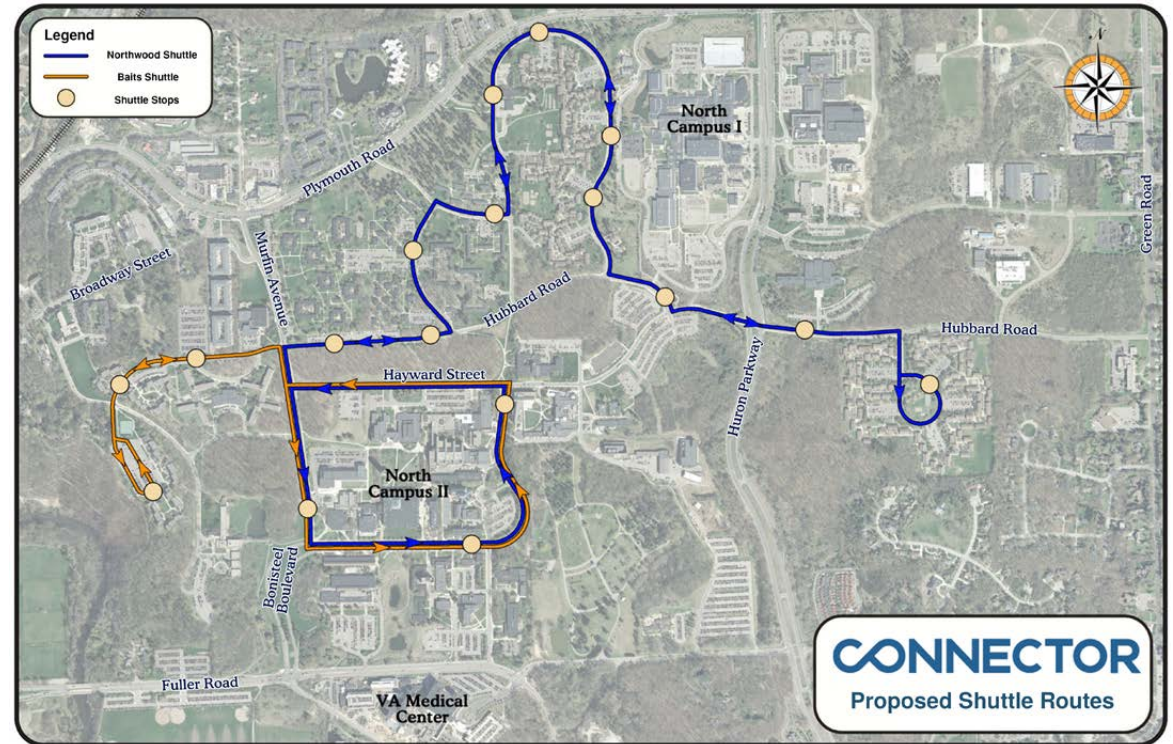 Legend
Northwood Shuttle
Baits Shuttle
Shuttle Stops
N
North
Campus I
Plymouth Road
Green Road
Broadway Street
Murfin Avenue
Hubbard Road
Hubbard Road
Huron Parkway
Hayward Street
North
Campus II
Bonisteel
Boulevard
Fuller Road
VA Medical
Center
CONNECTOR
Proposed Shuttle Routes